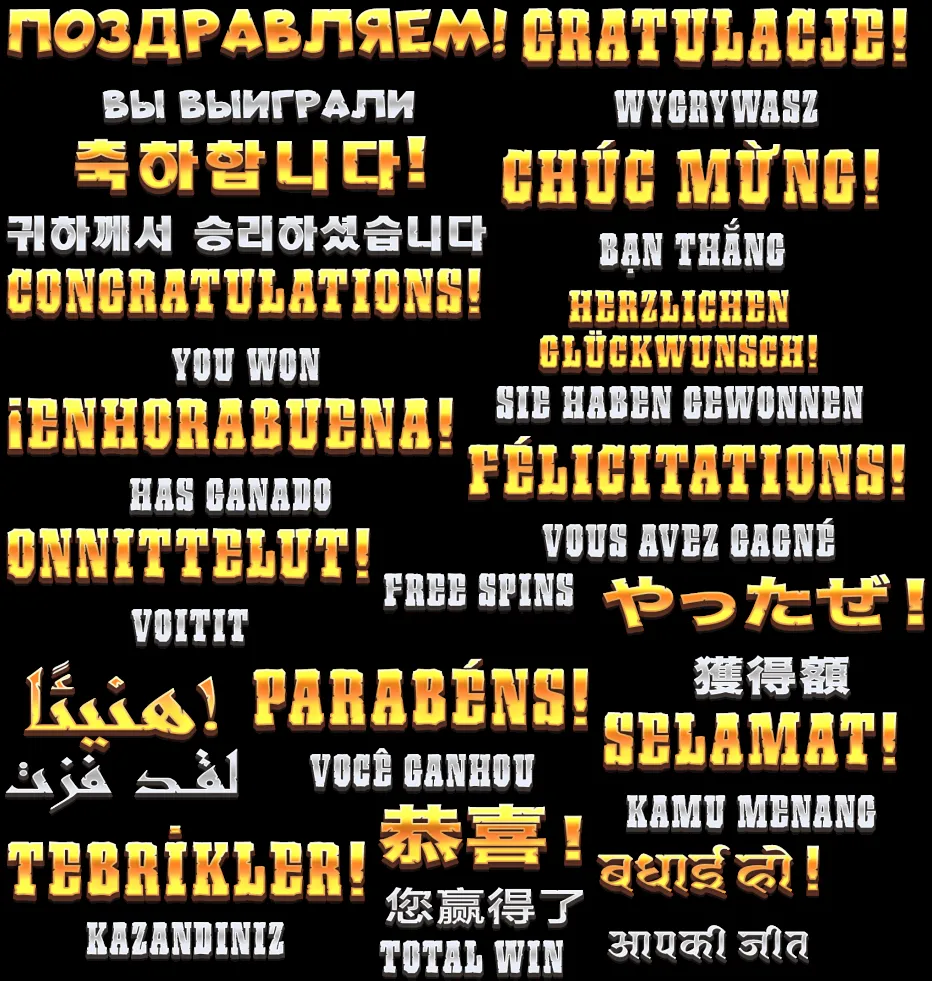 ПОЗДРАВЛЯЕМ!
GRATULACJE!
ВЫ ВЫИГРАЛИ
WYGRYWASZ
축하합니다!
CHÚC MỪNG!
귀하께서 승리하셨습니다
BẠN THẮNG
CONGRATULATIONS!
HERZLICHEN
GLÜCKWUNSCH!
YOU WON
SIE HABEN GEWONNEN
¡ENHORABUENA!
FÉLICITATIONS!
HAS GANADO
VOUS AVEZ GAGNÉ
ONNITTELUT!
FREE SPINS
やったぜ!
VOITIT
獲得額
هنيئًا!
PARABÉNS!
SELAMAT!
لقد فزت
VOCÊ GANHOU
KAMU MENANG
TEBRİKLER!
恭喜!
बधाई हो!
KAZANDINIZ
您赢得了
आपकी जीत
TOTAL WIN